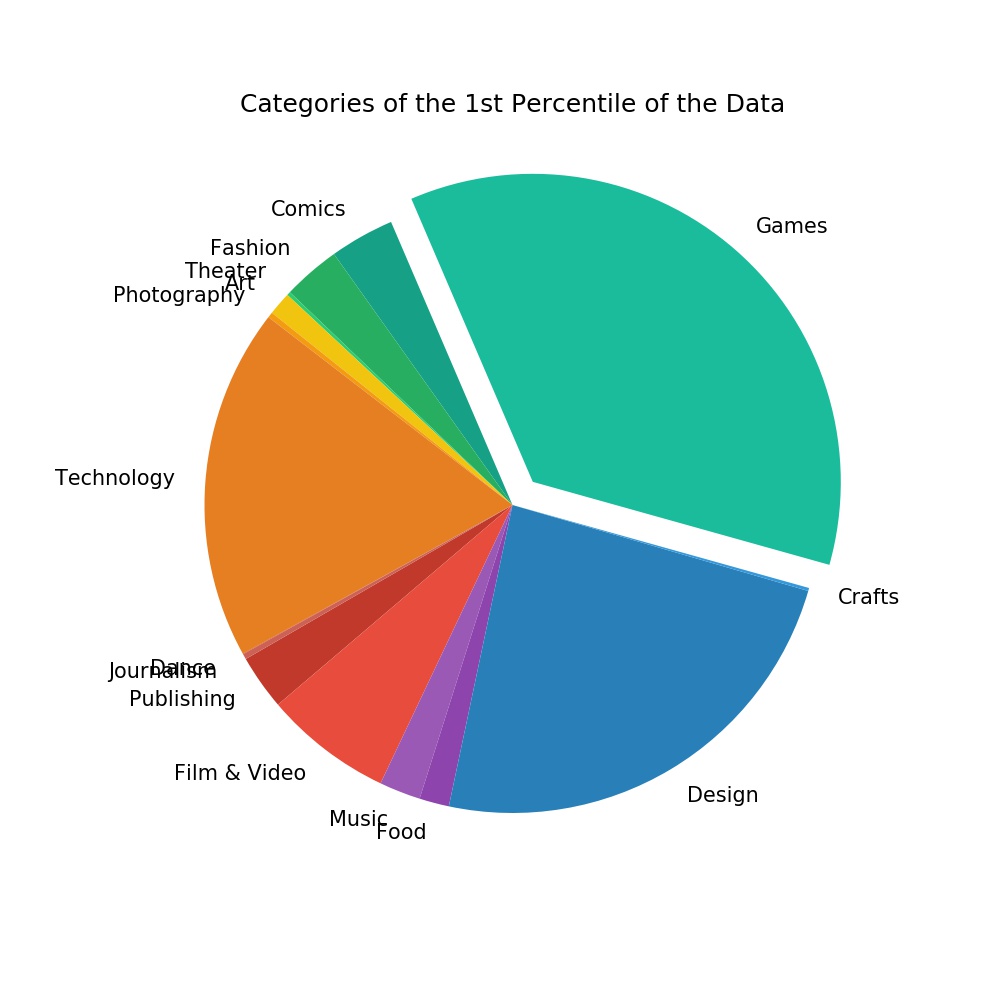 Categories of the 1st Percentile of the Data
Comics
Games
Fashion
Theater
Art
Photography
Technology
Crafts
Dance
Journalism
Publishing
Film & Video
Design
Music
Food